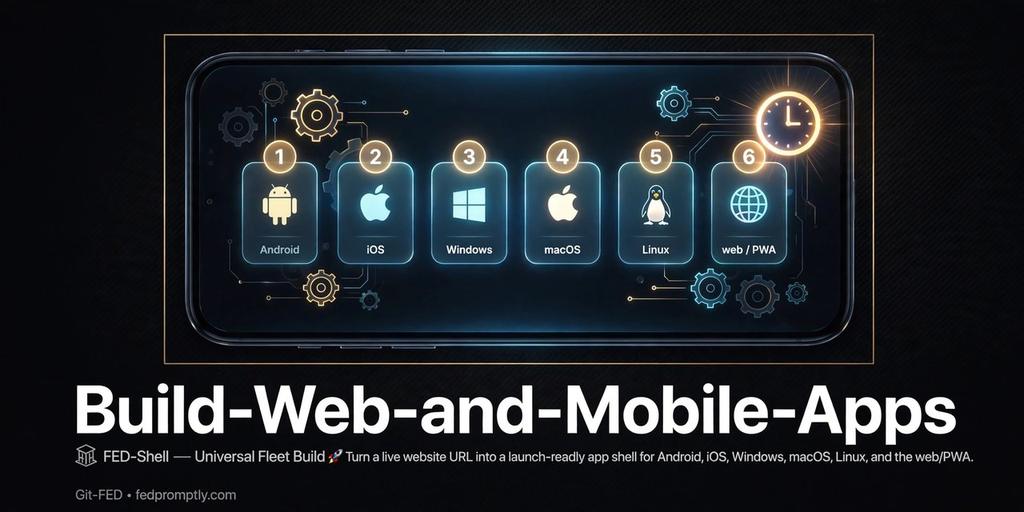 1 2 3 4 5 6
Android iOS Windows macOS Linux web / PWA
Build-Web-and-Mobile-Apps
FED-Shell — Universal Fleet Build 🚀 Turn a live website URL into a launch-readly app shell for Android, iOS, Windows, macOS, Linux, and the web/PWA.
Git-FED • fedpromptly.com